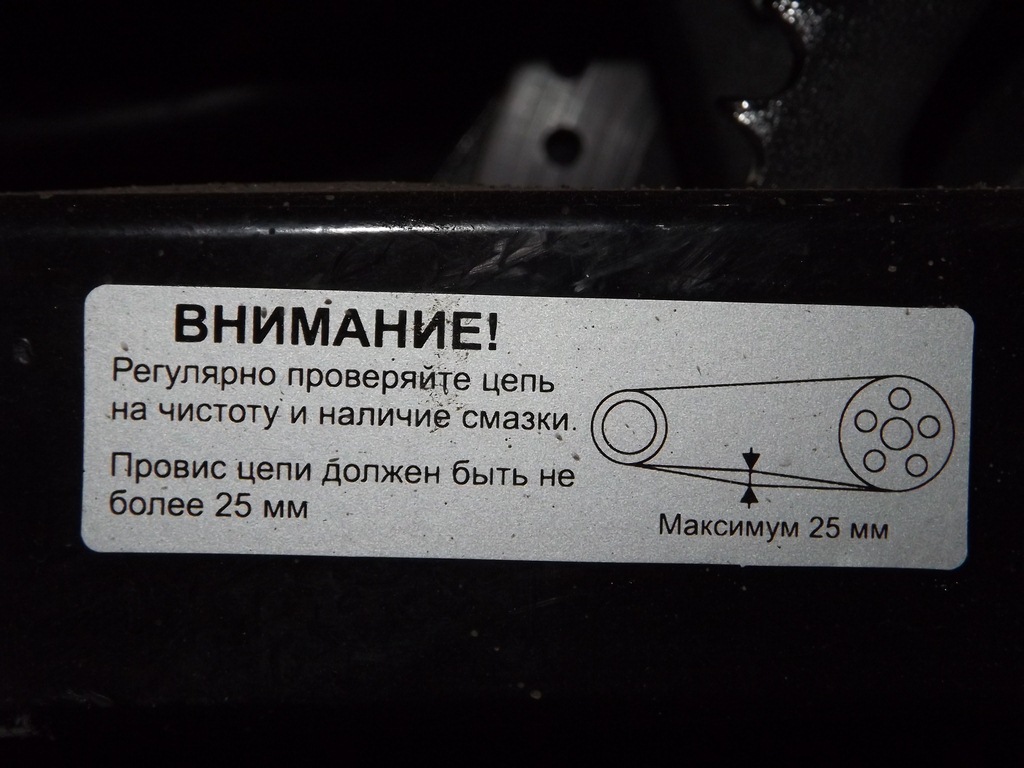 ВНИМАНИЕ!
Регулярно проверяйте цепь
на чистоту и наличие смазки.
Провис цепи должен быть не
более 25 мм
Максимум 25 мм